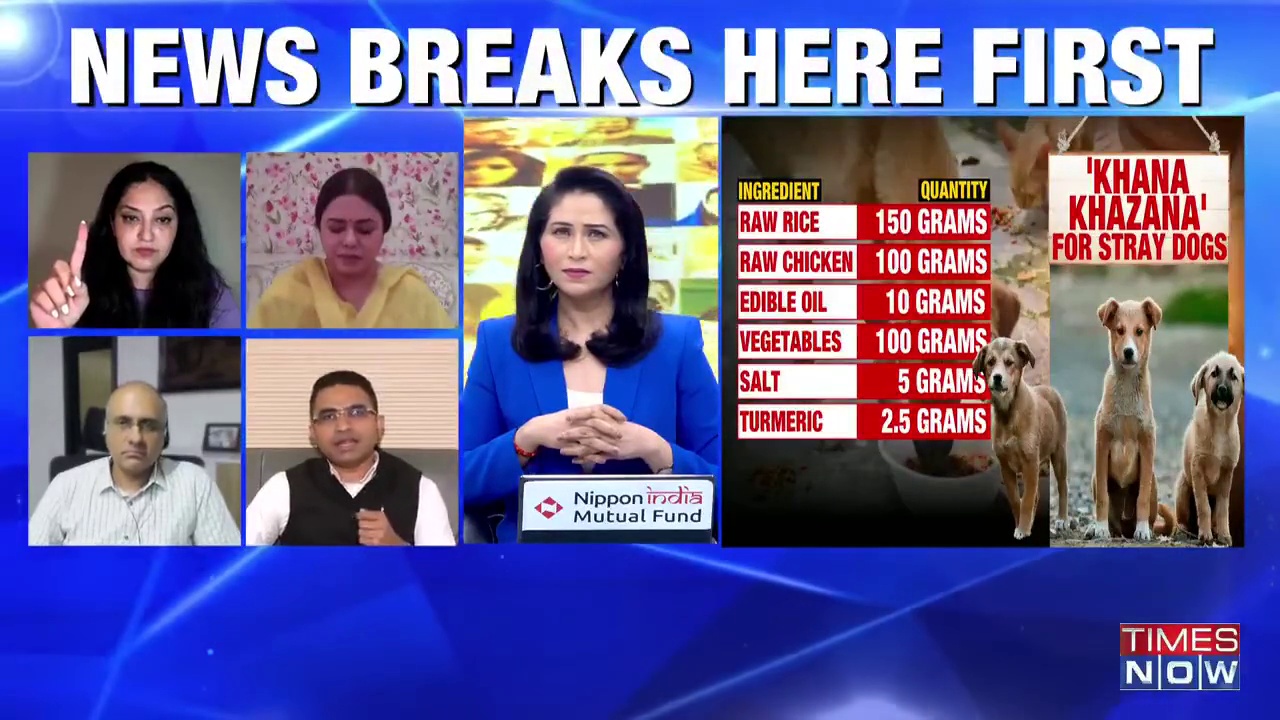 NEWS BREAKS HERE FIRST
INGREDIENT QUANTITY
RAW RICE 150 GRAMS
RAW CHICKEN 100 GRAMS
EDIBLE OIL 10 GRAMS
VEGETABLES 100 GRAMS
SALT 5 GRAMS
TURMERIC 2.5 GRAMS
'KHANA
KHAZANA'
FOR STRAY DOGS
Nippon india
Mutual Fund
TIMES
NOW